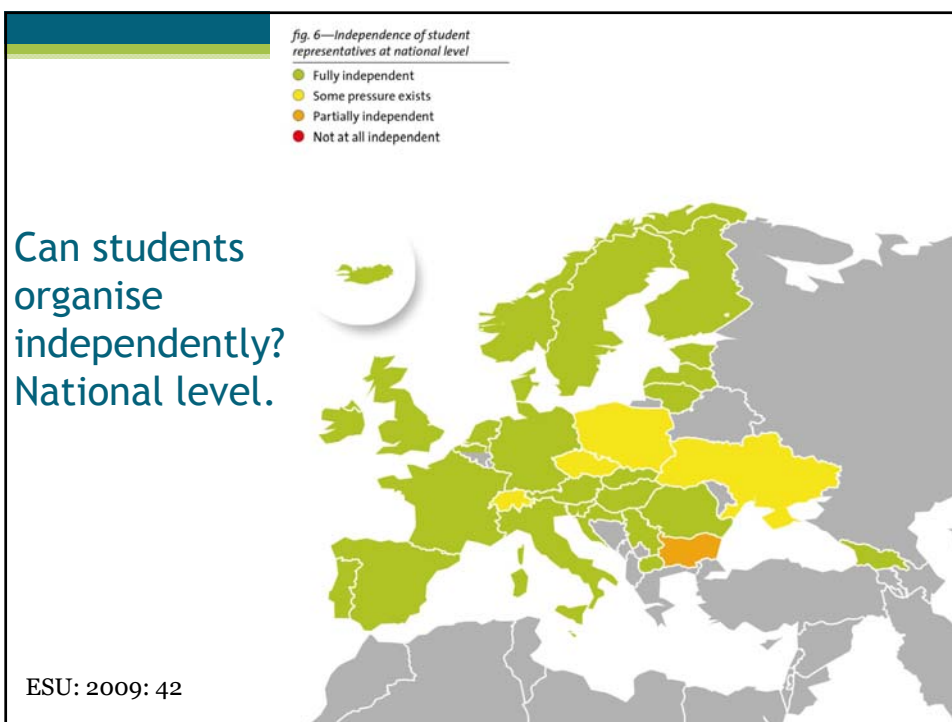 fig. 6—Independence of student
representatives at national level
Fully independent
Some pressure exists
Partially independent
Not at all independent
Can students
organise
independently?
National level.
ESU: 2009: 42